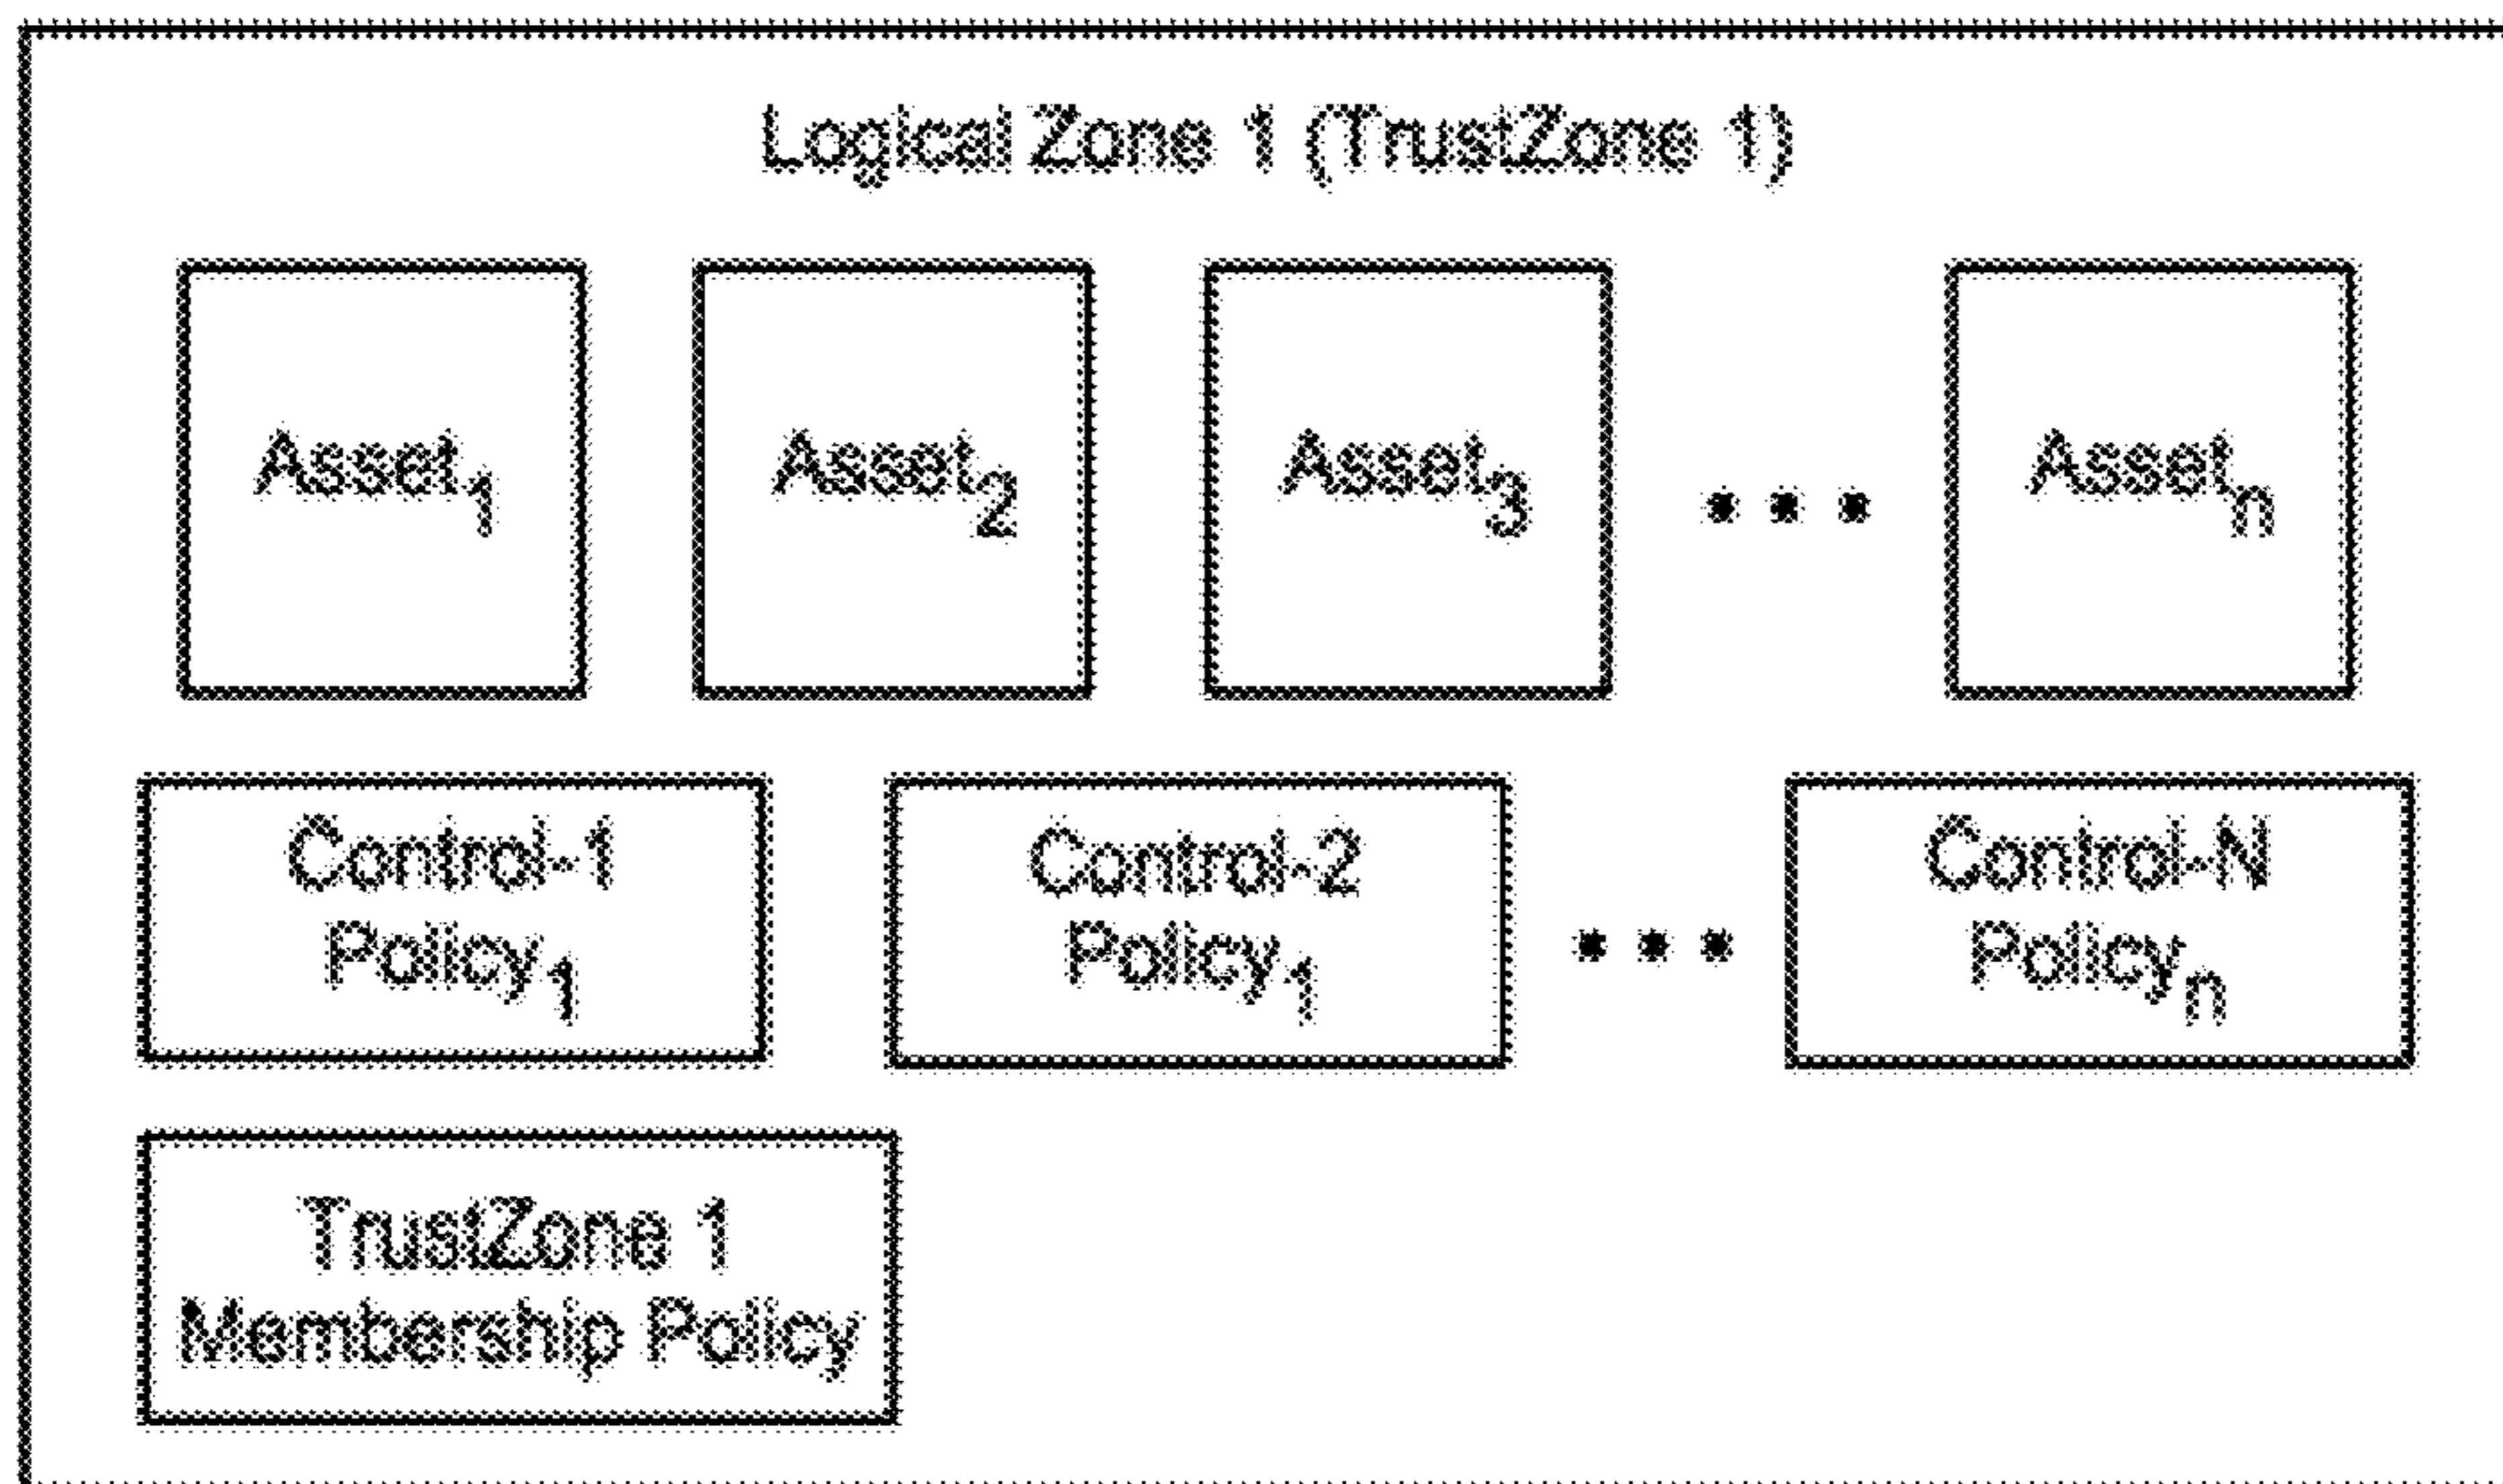 Logical Zone 1 (TrustZone 1)
Asset1 Asset2 Asset3 Assetn
Control-1
Policy1
Control-2
Policy1
Control-N
Policyn
TrustZone 1
Membership Policy